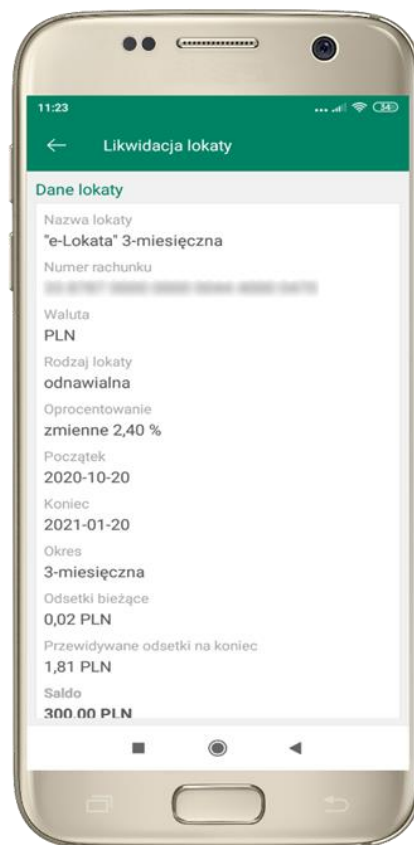 11:23
34
Likwidacja lokaty
Dane lokaty
Nazwa lokaty
"e-Lokata" 3-miesięczna
Numer rachunku
Waluta
PLN
Rodzaj lokaty
odnawialna
Oprocentowanie
zmienne 2,40 %
Początek
2020-10-20
Koniec
2021-01-20
Okres
3-miesięczna
Odsetki bieżące
0,02 PLN
Przewidywane odsetki na koniec
1,81 PLN
Saldo
300,00 PLN